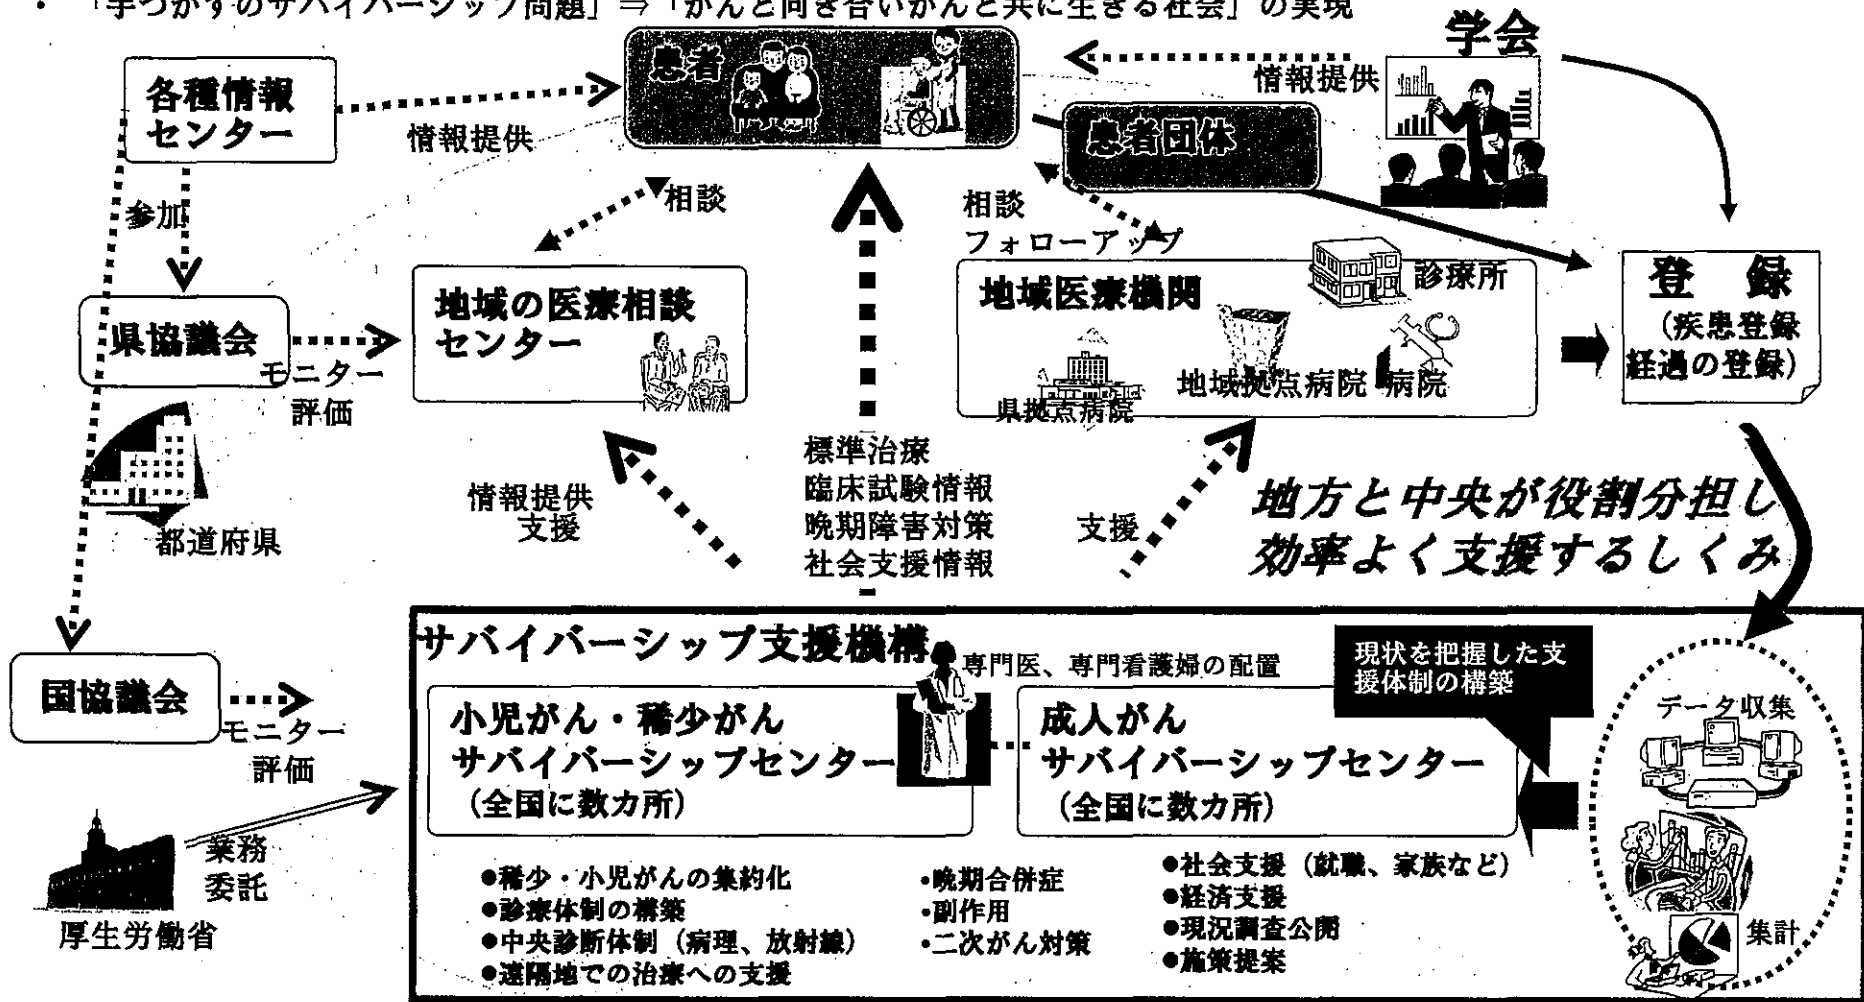 ・ 「手つかずのサバイバーシップ問題」⇒「がんと向き合いがんと共に生きる社会」の実現
学会
患者
各種情報
センター
情報提供
情報提供
患者団体
参加
相談
相談
フォローアップ
県協議会
モニター
評価
地域の医療相談
センター
地域医療機関
診療所
県拠点病院
地域拠点病院
病院
登 録
(疾患登録
経過の登録)
都道府県
情報提供
支援
標準治療
臨床試験情報
晩期障害対策
社会支援情報
支援
地方と中央が役割分担し
効率よく支援するしくみ
サバイバーシップ支援機構
専門医、専門看護婦の配置
現状を把握した支
援体制の構築
国協議会
モニター
評価
小児がん・稀少がん
サバイバーシップセンター
(全国に数カ所)
成人がん
サバイバーシップセンター
(全国に数カ所)
データ収集
集計
業務
委託
厚生労働省
●稀少・小児がんの集約化
●診療体制の構築
●中央診断体制（病理、放射線）
●遠隔地での治療への支援
•晩期合併症
•副作用
•二次がん対策
●社会支援（就職、家族など）
●経済支援
●現況調査公開
●施策提案